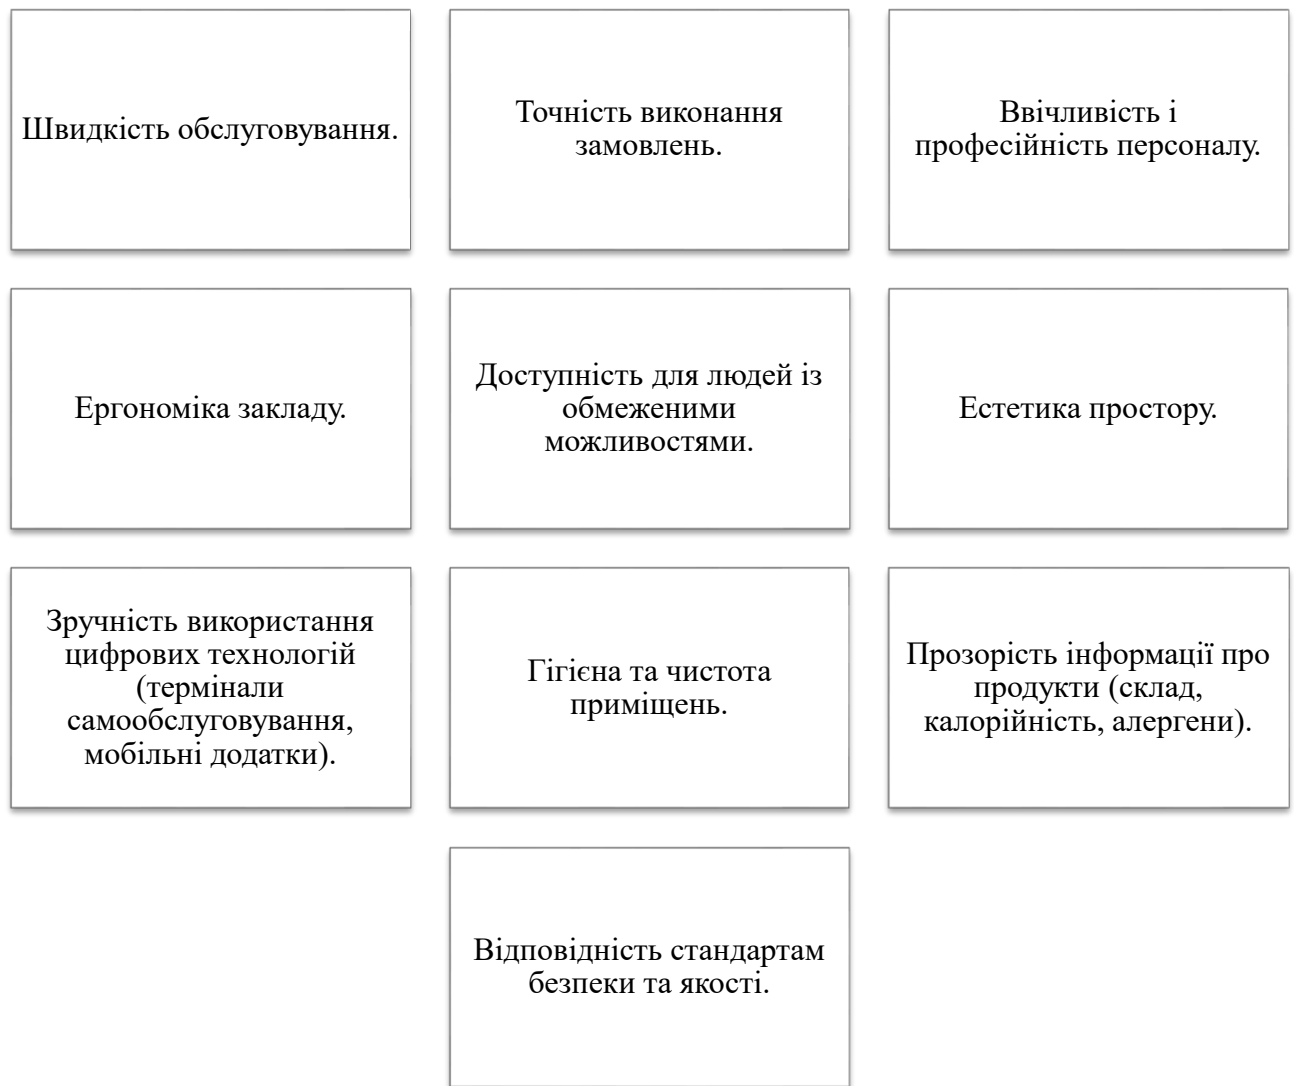 Швидкість обслуговування.
Точність виконання
замовлень.
Ввічливість і
професійність персоналу.
Ергономіка закладу.
Доступність для людей із
обмеженими
можливостями.
Естетика простору.
Зручність використання
цифрових технологій
(термінали
самообслуговування,
мобільні додатки).
Гігієна та чистота
приміщень.
Прозорість інформації про
продукти (склад,
калорійність, алергени).
Відповідність стандартам
безпеки та якості.